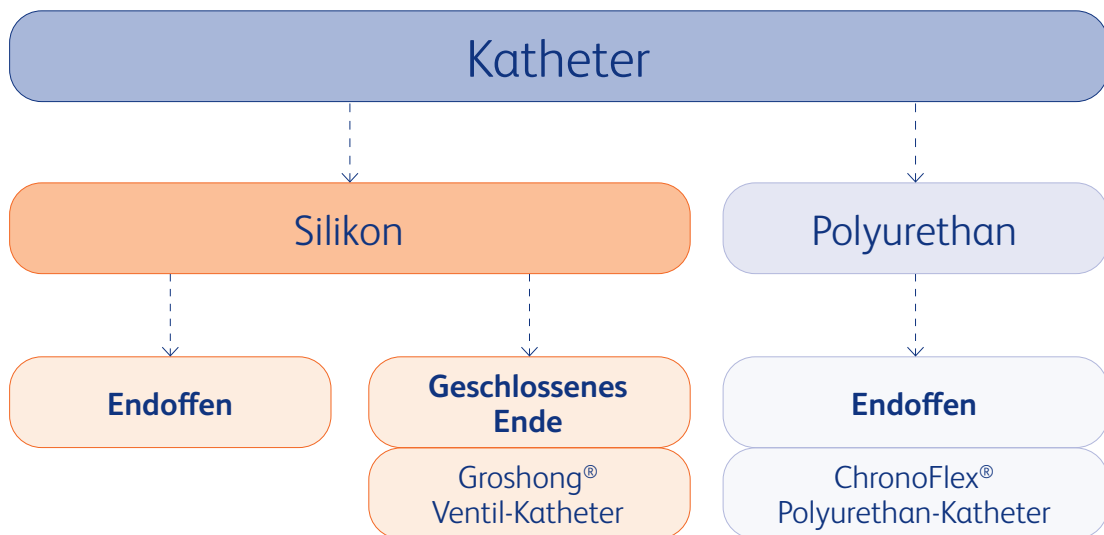 Katheter
Silikon
Polyurethan
Endoffen
Geschlossenes
Ende
Endoffen
Groshong®
Ventil-Katheter
ChronoFlex®
Polyurethan-Katheter